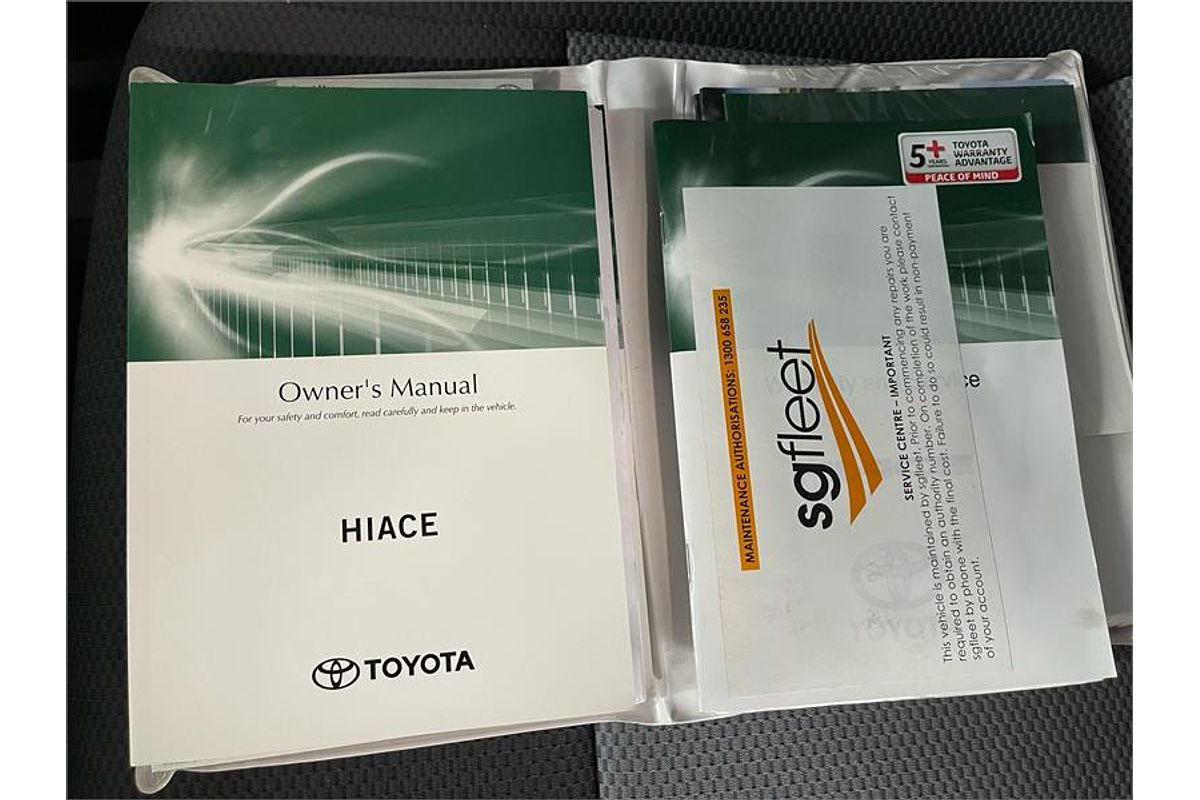 Owner's Manual
For your safety and comfort, read carefully and keep in the vehicle.
HIACE
TOYOTA
5+
YEARS
TOYOTA
WARRANTY
ADVANTAGE
PEACE OF MIND
MAINTENANCE AUTHORISATIONS: 1300 658 235
sgfleet
SERVICE CENTRE – IMPORTANT
This vehicle is maintained by sgfleet. Prior to commencing any repairs you are
required to obtain an authority number. On completion of the work please contact
sgfleet by phone with the final cost. Failure to do so could result in non-payment
of your account.
Warranty and Service
TOYOTA